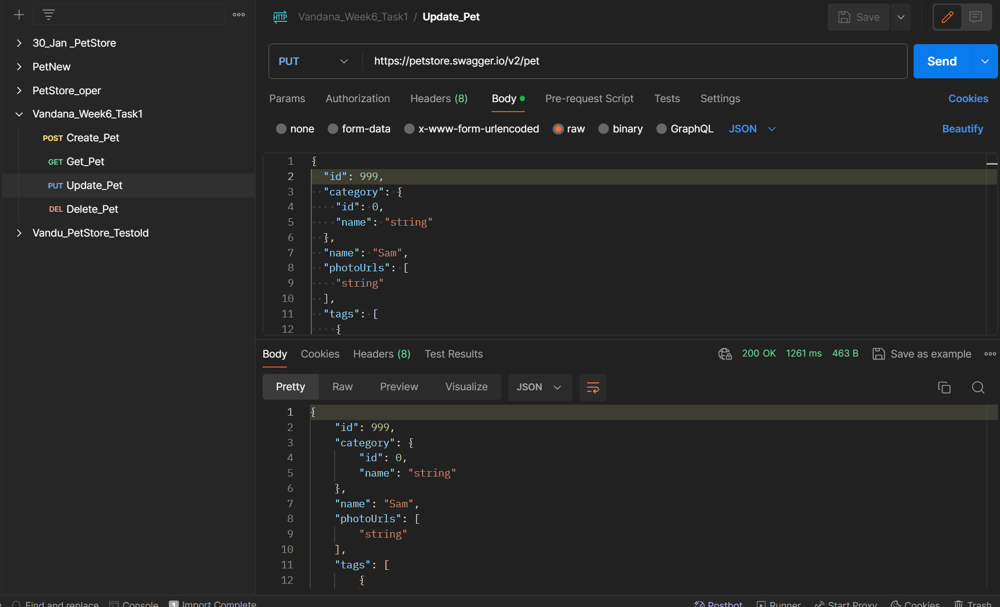 30_Jan _PetStore
PetNew
PetStore_oper
Vandana_Week6_Task1
POST Create_Pet
GET Get_Pet
PUT Update_Pet
DEL Delete_Pet
Vandu_PetStore_Testold
HTTP Vandana_Week6_Task1 / Update_Pet
Save
PUT https://petstore.swagger.io/v2/pet
Send
Params Authorization Headers (8) Body Pre-request Script Tests Settings Cookies
none form-data x-www-form-urlencoded raw binary GraphQL JSON Beautify
1 {
2 "id": 999,
3 "category": {
4 "id": 0,
5 "name": "string"
6 },
7 "name": "Sam",
8 "photoUrls": [
9 "string"
10 ],
11 "tags": [
12 {
Body Cookies Headers (8) Test Results 200 OK 1261 ms 463 B Save as example
Pretty Raw Preview Visualize JSON
1 {
2 "id": 999,
3 "category": {
4 "id": 0,
5 "name": "string"
6 },
7 "name": "Sam",
8 "photoUrls": [
9 "string"
10 ],
11 "tags": [
12 {
Find and replace Console 1 Import Complete Postbot Runner Start Proxy Cookies Trash